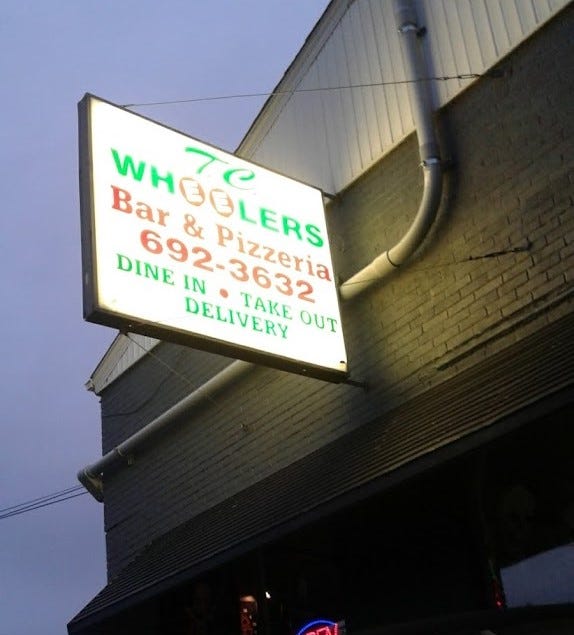 TC
WHEELERS
Bar & Pizzeria
692-3632
DINE IN • TAKE OUT
DELIVERY